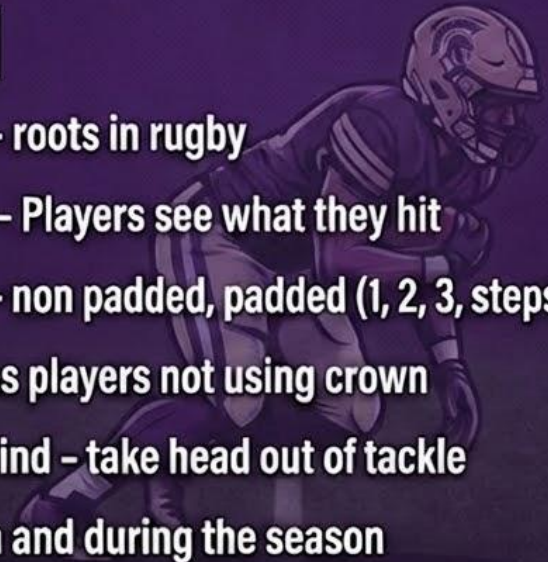 - roots in rugby
– Players see what they hit
- non padded, padded (1, 2, 3, steps
s players not using crown
ind – take head out of tackle
and during the season